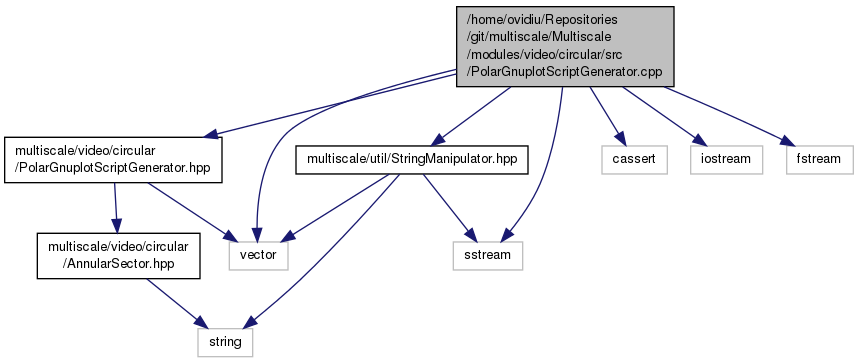 /home/ovidiu/Repositories
/git/multiscale/Multiscale
/modules/video/circular/src
/PolarGnuplotScriptGenerator.cpp
multiscale/video/circular
/PolarGnuplotScriptGenerator.hpp
multiscale/util/StringManipulator.hpp
cassert
iostream
fstream
multiscale/video/circular
/AnnularSector.hpp
vector
sstream
string